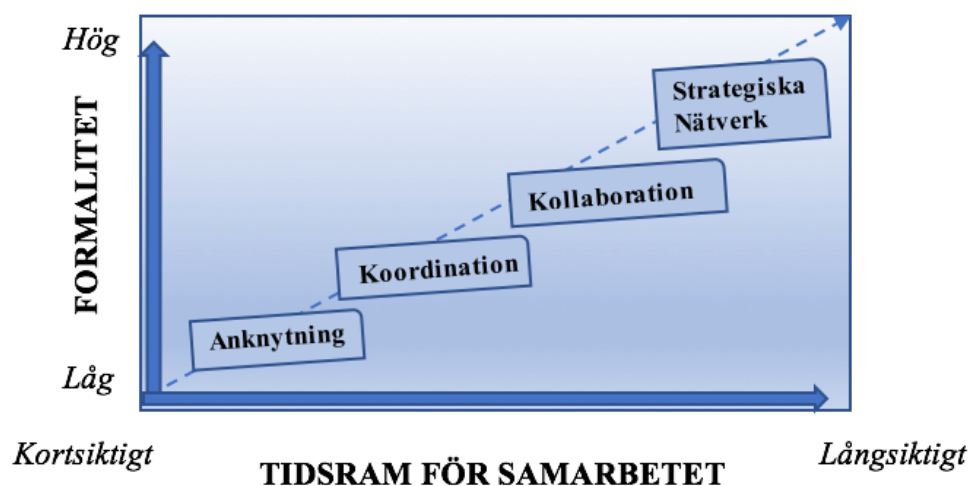 Hög
Strategiska
Nätverk
Kollaboration
Koordination
Anknytning
FORMALITET
Låg
Kortsiktigt
TIDSRAM FÖR SAMARBETET
Långsiktigt